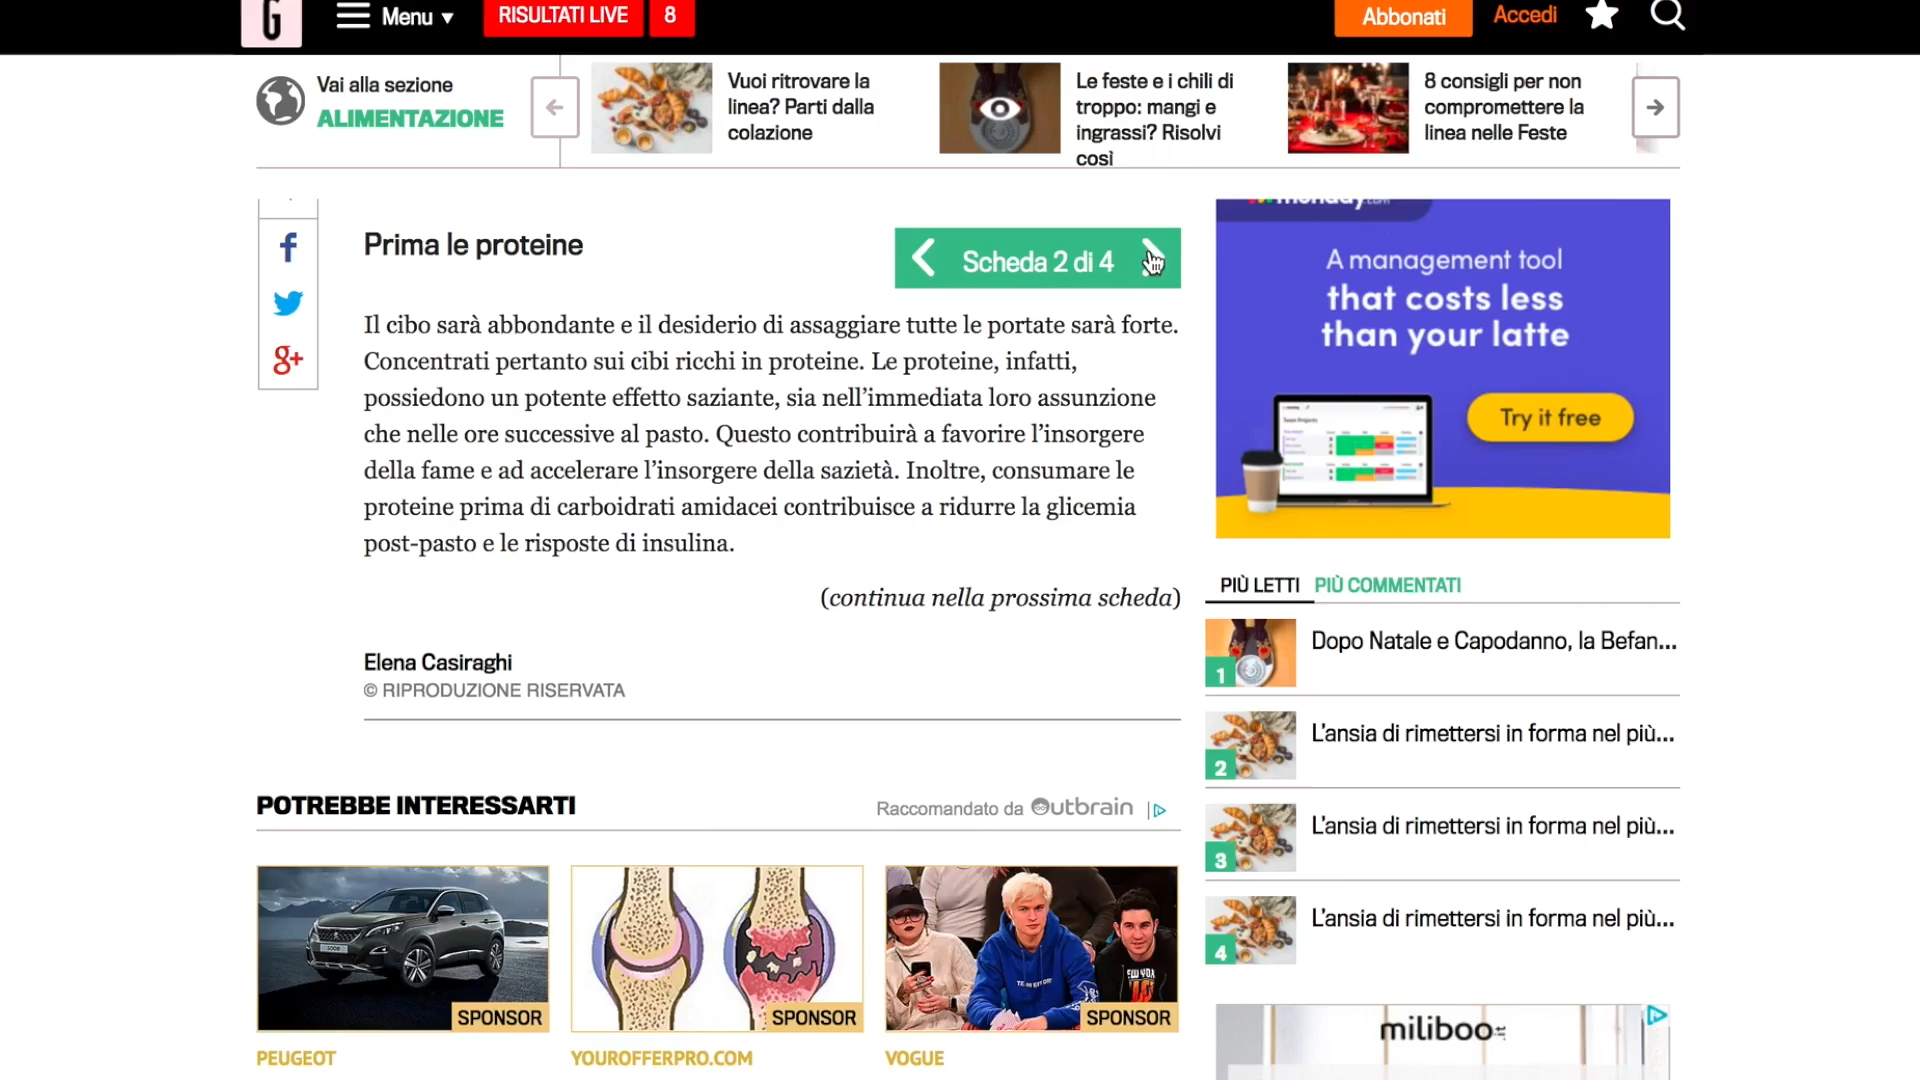 G
Menu ▼
RISULTATI LIVE
8
Abbonati
Accedi
Vai alla sezione
ALIMENTAZIONE
Vuoi ritrovare la
linea? Parti dalla
colazione
Le feste e i chili di
troppo: mangi e
ingrassi? Risolvi
così
8 consigli per non
compromettere la
linea nelle Feste
Prima le proteine
Scheda 2 di 4
Il cibo sarà abbondante e il desiderio di assaggiare tutte le portate sarà forte.
Concentrati pertanto sui cibi ricchi in proteine. Le proteine, infatti,
possiedono un potente effetto saziante, sia nell’immediata loro assunzione
che nelle ore successive al pasto. Questo contribuirà a favorire l’insorgere
della fame e ad accelerare l’insorgere della sazietà. Inoltre, consumare le
proteine prima di carboidrati amidacei contribuisce a ridurre la glicemia
post-pasto e le risposte di insulina.
(continua nella prossima scheda)
Elena Casiraghi
© RIPRODUZIONE RISERVATA
monday.com
A management tool
that costs less
than your latte
Try it free
PIÙ LETTI PIÙ COMMENTATI
1 Dopo Natale e Capodanno, la Befan...
2 L'ansia di rimettersi in forma nel più...
3 L'ansia di rimettersi in forma nel più...
4 L'ansia di rimettersi in forma nel più...
POTREBBE INTERESSARTI
Raccomandato da Outbrain
SPONSOR
SPONSOR
SPONSOR
PEUGEOT
YOUROFFERPRO.COM
VOGUE
miliboo